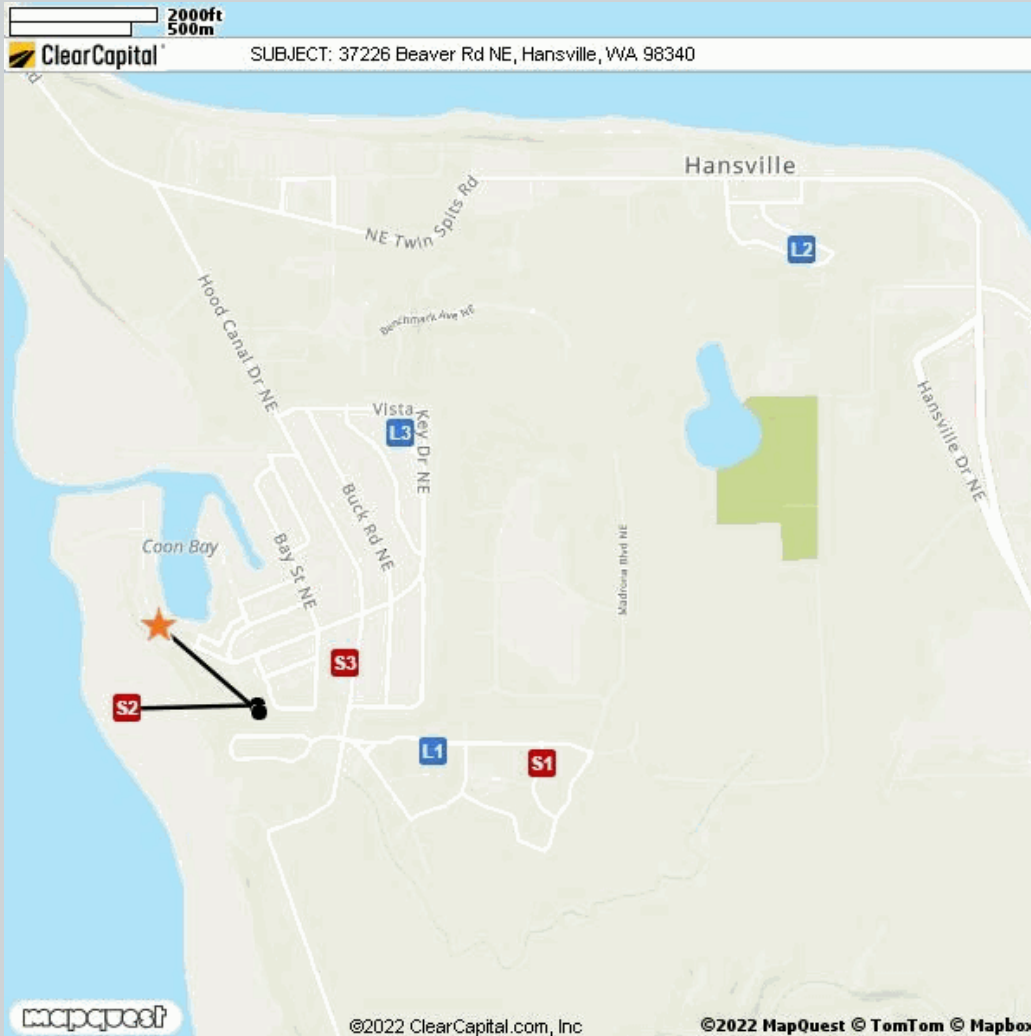 2000ft
500m
ClearCapital
SUBJECT: 37226 Beaver Rd NE, Hansville, WA 98340
Rd
Hansville
NE Twin Spits Rd
L2
Hood Canal Dr NE
Benchmark Ave NE
Vista
Key Dr NE
L3
Hansville Dr NE
Buck Rd NE
Coon Bay
Bay St NE
Madrona Blvd NE
S3
S2
L1
S1
mapquest
©2022 ClearCapital.com, Inc
©2022 MapQuest © TomTom © Mapbox